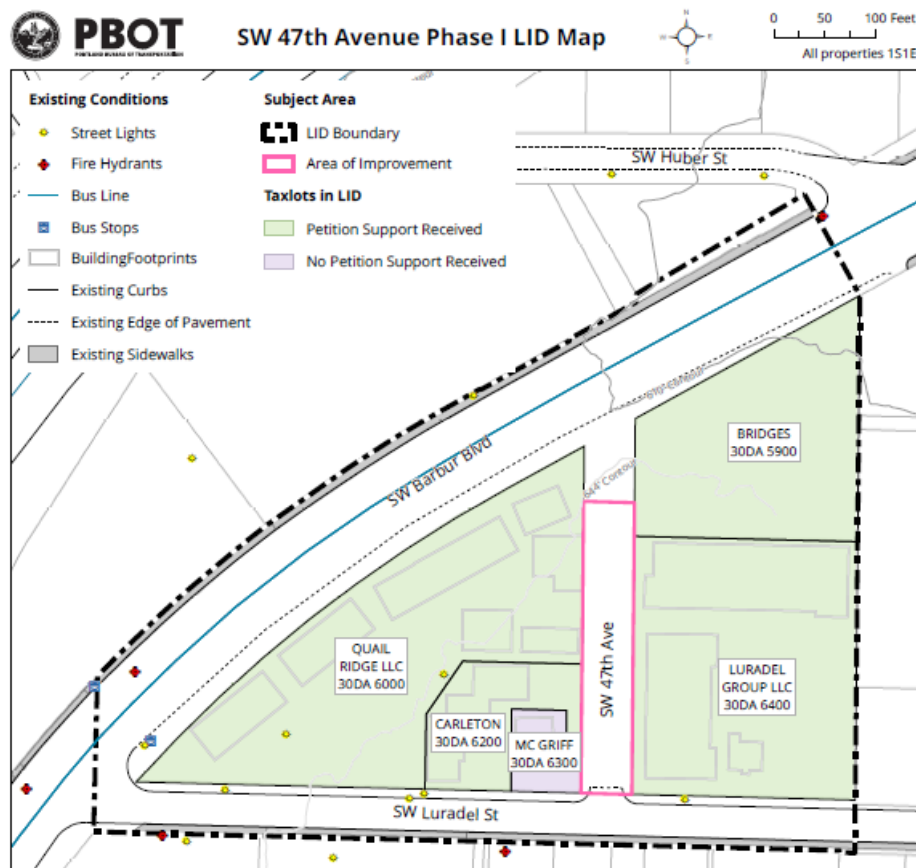 PBOT
PORTLAND BUREAU OF TRANSPORTATION
SW 47th Avenue Phase I LID Map
N
W
E
S
0 50 100 Feet
All properties 1S1E
Existing Conditions
Street Lights
Fire Hydrants
Bus Line
Bus Stops
BuildingFootprints
Existing Curbs
Existing Edge of Pavement
Existing Sidewalks
Subject Area
LID Boundary
Area of Improvement
Taxlots in LID
Petition Support Received
No Petition Support Received
SW Huber St
610' Contour
BRIDGES
30DA 5900
SW Barbur Blvd
644' Contour
QUAIL
RIDGE LLC
30DA 6000
SW 47th Ave
LURADEL
GROUP LLC
30DA 6400
CARLETON
30DA 6200
MC GRIFF
30DA 6300
SW Luradel St